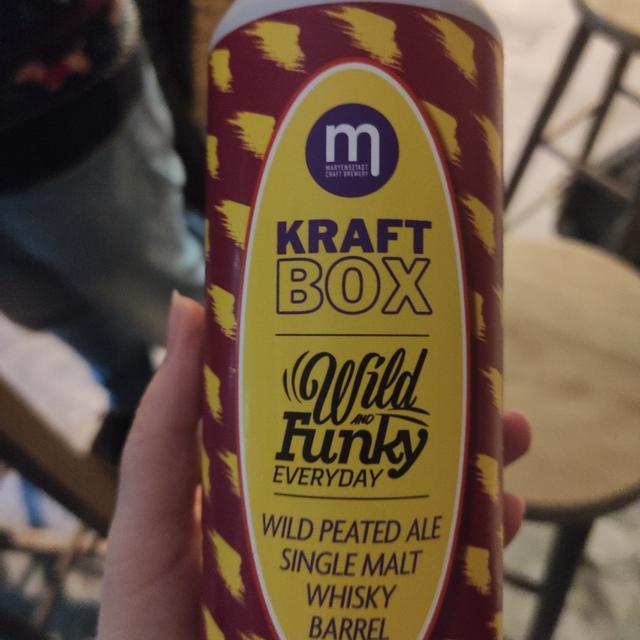 m
MARYENSZTADT
CRAFT BREWERY
KRAFT
BOX
Wild
AND
Funky
EVERYDAY
WILD PEATED ALE
SINGLE MALT
WHISKY
BARREL